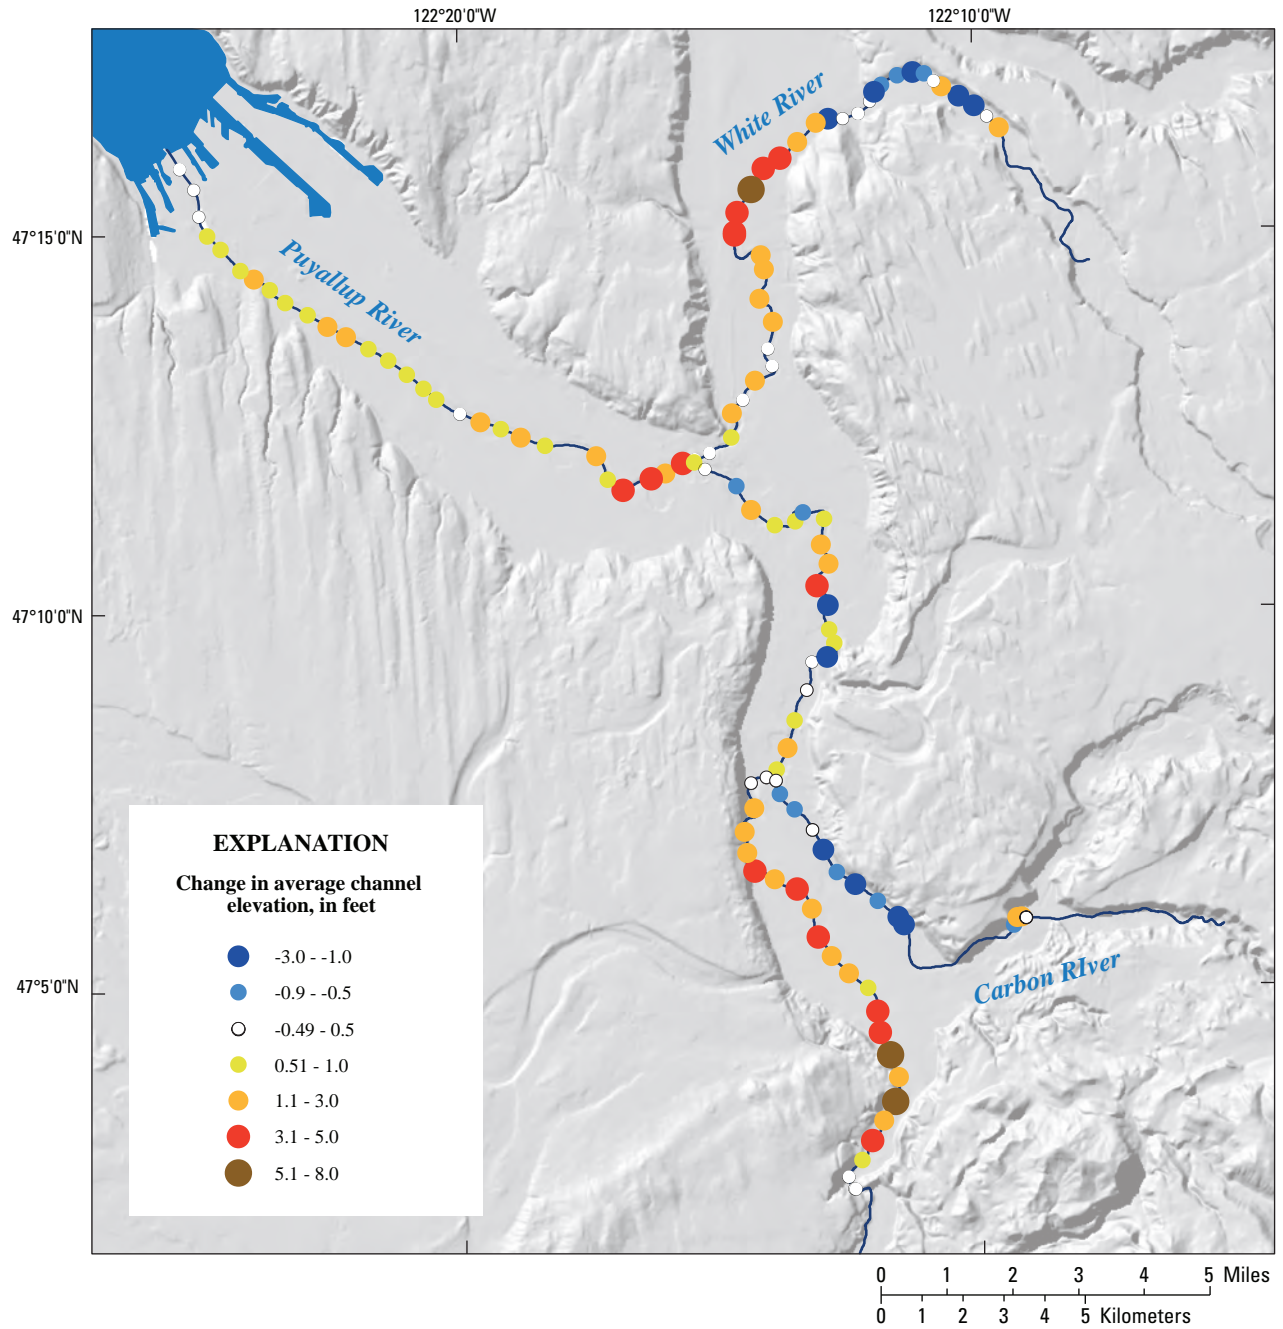 122°20'0"W
122°10'0"W
White River
47°15'0"N
Puyallup River
47°10'0"N
EXPLANATION
Change in average channel
elevation, in feet
-3.0 - -1.0
-0.9 - -0.5
-0.49 - 0.5
0.51 - 1.0
1.1 - 3.0
3.1 - 5.0
5.1 - 8.0
Carbon RIver
47°5'0"N
0 1 2 3 4 5 Miles
0 1 2 3 4 5 Kilometers